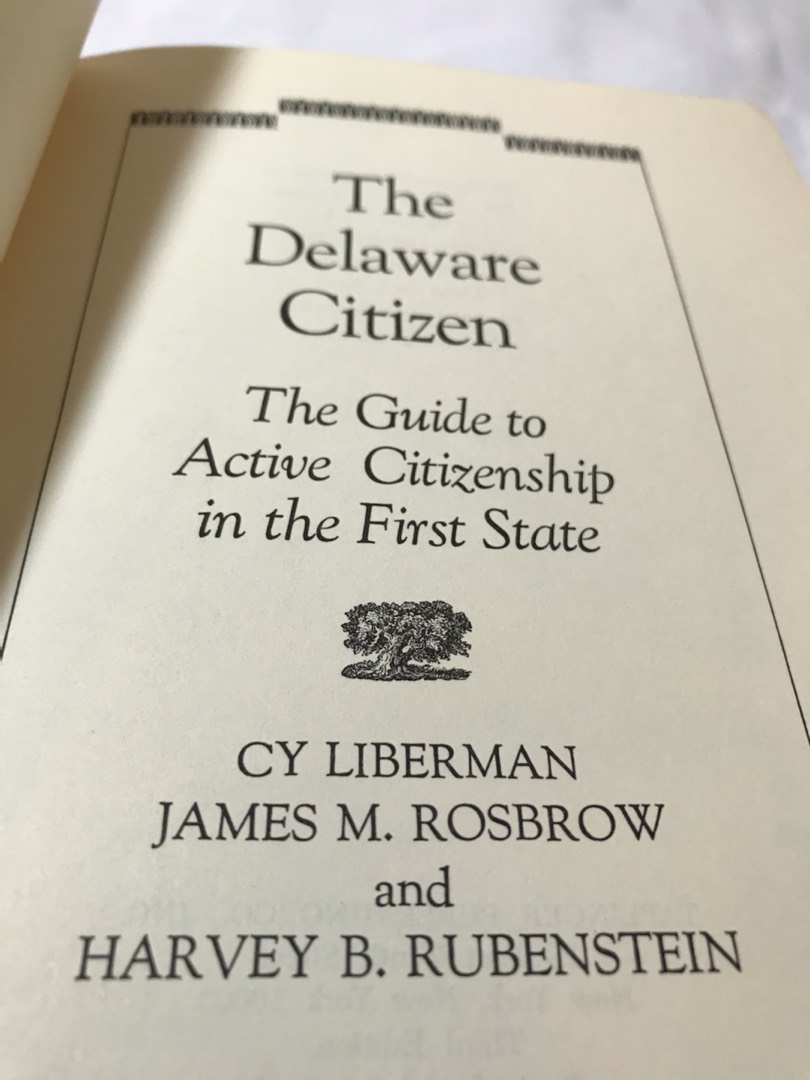 The
Delaware
Citizen
The Guide to
Active Citizenship
in the First State
CY LIBERMAN
JAMES M. ROSBROW
and
HARVEY B. RUBENSTEIN